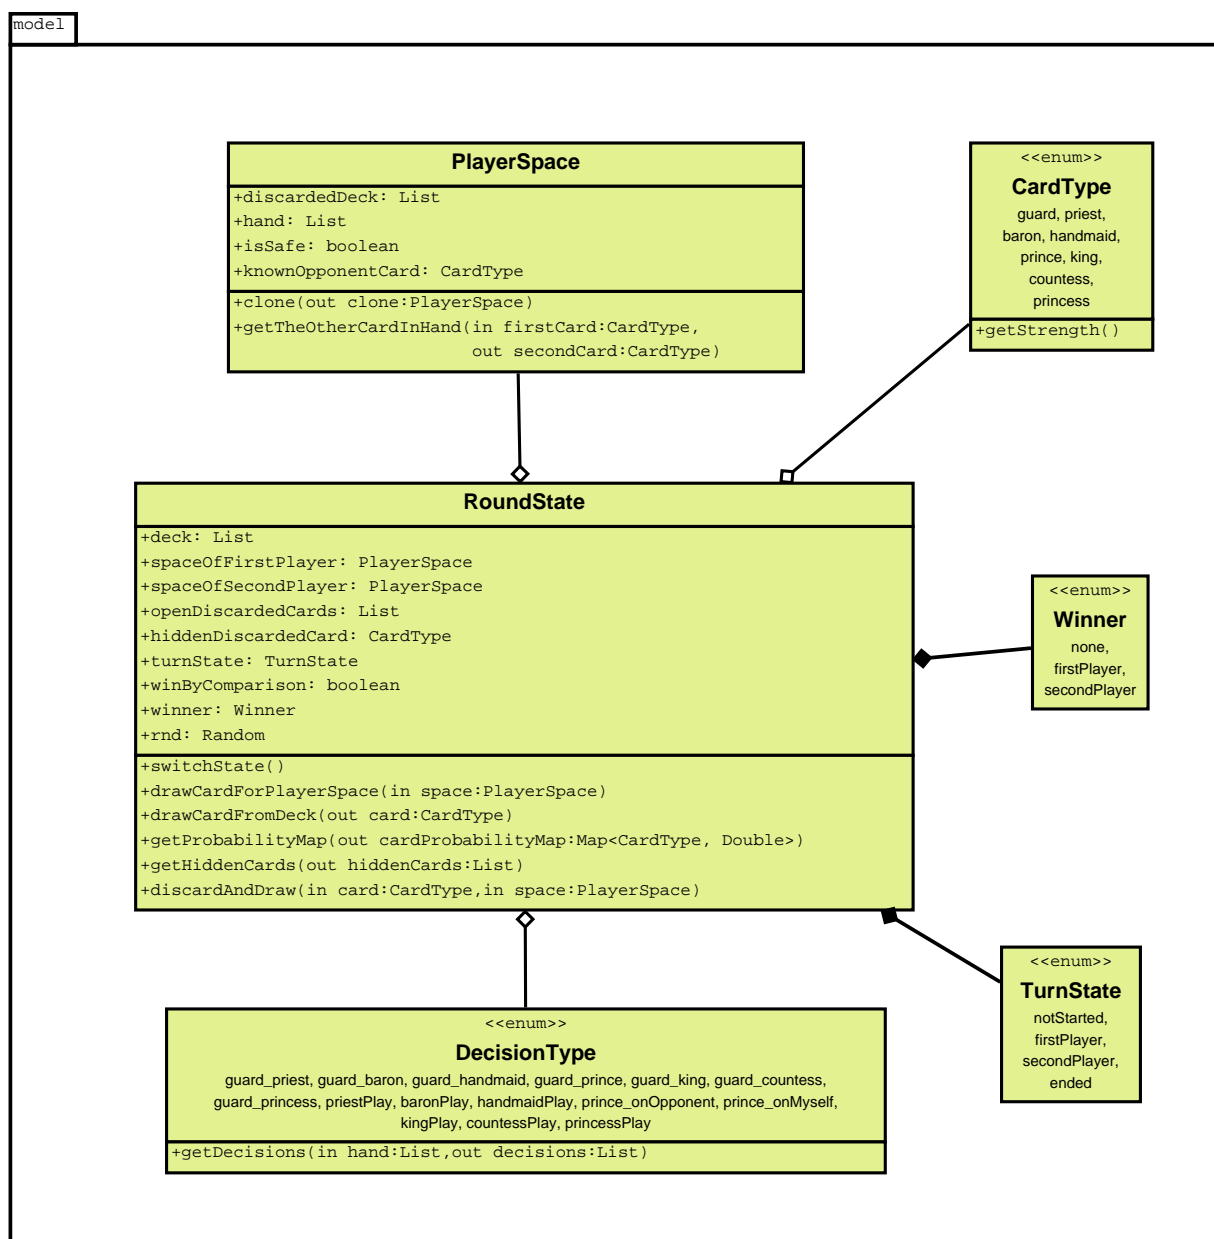 model
PlayerSpace
+discardedDeck: List
+hand: List
+isSafe: boolean
+knownOpponentCard: CardType
+clone(out clone:PlayerSpace)
+getTheOtherCardInHand(in firstCard:CardType,
out secondCard:CardType)
<<enum>>
CardType
guard, priest,
baron, handmaid,
prince, king,
countess,
princess
+getStrength()
RoundState
+deck: List
+spaceOfFirstPlayer: PlayerSpace
+spaceOfSecondPlayer: PlayerSpace
+openDiscardedCards: List
+hiddenDiscardedCard: CardType
+turnState: TurnState
+winByComparison: boolean
+winner: Winner
+rnd: Random
+switchState()
+drawCardForPlayerSpace(in space:PlayerSpace)
+drawCardFromDeck(out card:CardType)
+getProbabilityMap(out cardProbabilityMap:Map<CardType, Double>)
+getHiddenCards(out hiddenCards:List)
+discardAndDraw(in card:CardType,in space:PlayerSpace)
<<enum>>
Winner
none,
firstPlayer,
secondPlayer
<<enum>>
TurnState
notStarted,
firstPlayer,
secondPlayer,
ended
<<enum>>
DecisionType
guard_priest, guard_baron, guard_handmaid, guard_prince, guard_king, guard_countess,
guard_princess, priestPlay, baronPlay, handmaidPlay, prince_onOpponent, prince_onMyself,
kingPlay, countessPlay, princessPlay
+getDecisions(in hand:List,out decisions:List)